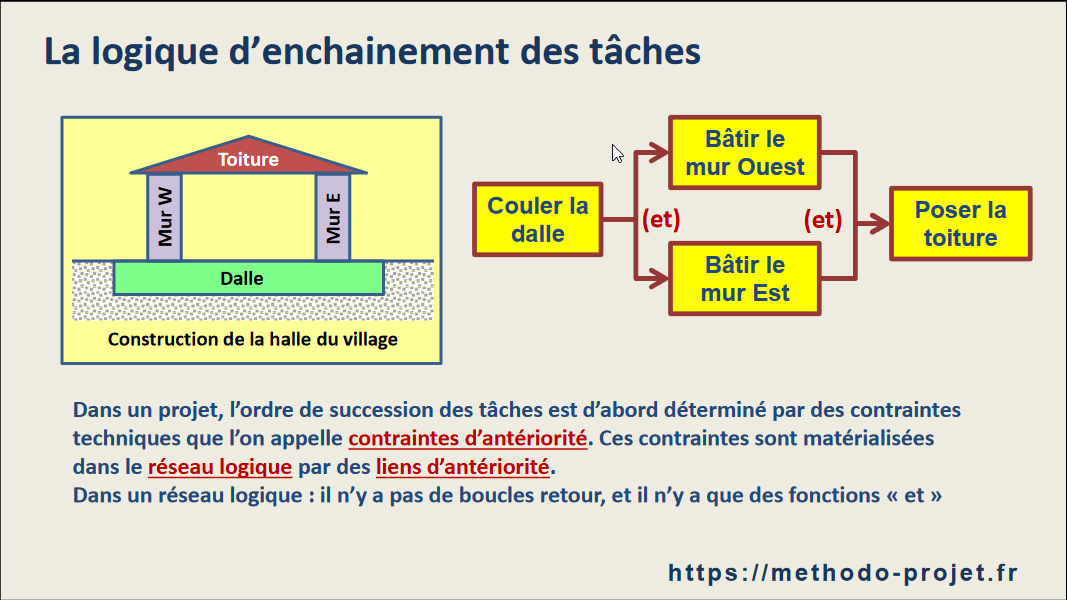 La logique d’enchainement des tâches
Toiture
Mur W
Mur E
Dalle
Construction de la halle du village
Couler la
dalle
(et)
Bâtir le
mur Ouest
Bâtir le
mur Est
(et)
Poser la
toiture
Dans un projet, l’ordre de succession des tâches est d’abord déterminé par des contraintes
techniques que l’on appelle contraintes d’antériorité. Ces contraintes sont matérialisées
dans le réseau logique par des liens d’antériorité.
Dans un réseau logique : il n’y a pas de boucles retour, et il n’y a que des fonctions « et »
https://methodo-projet.fr